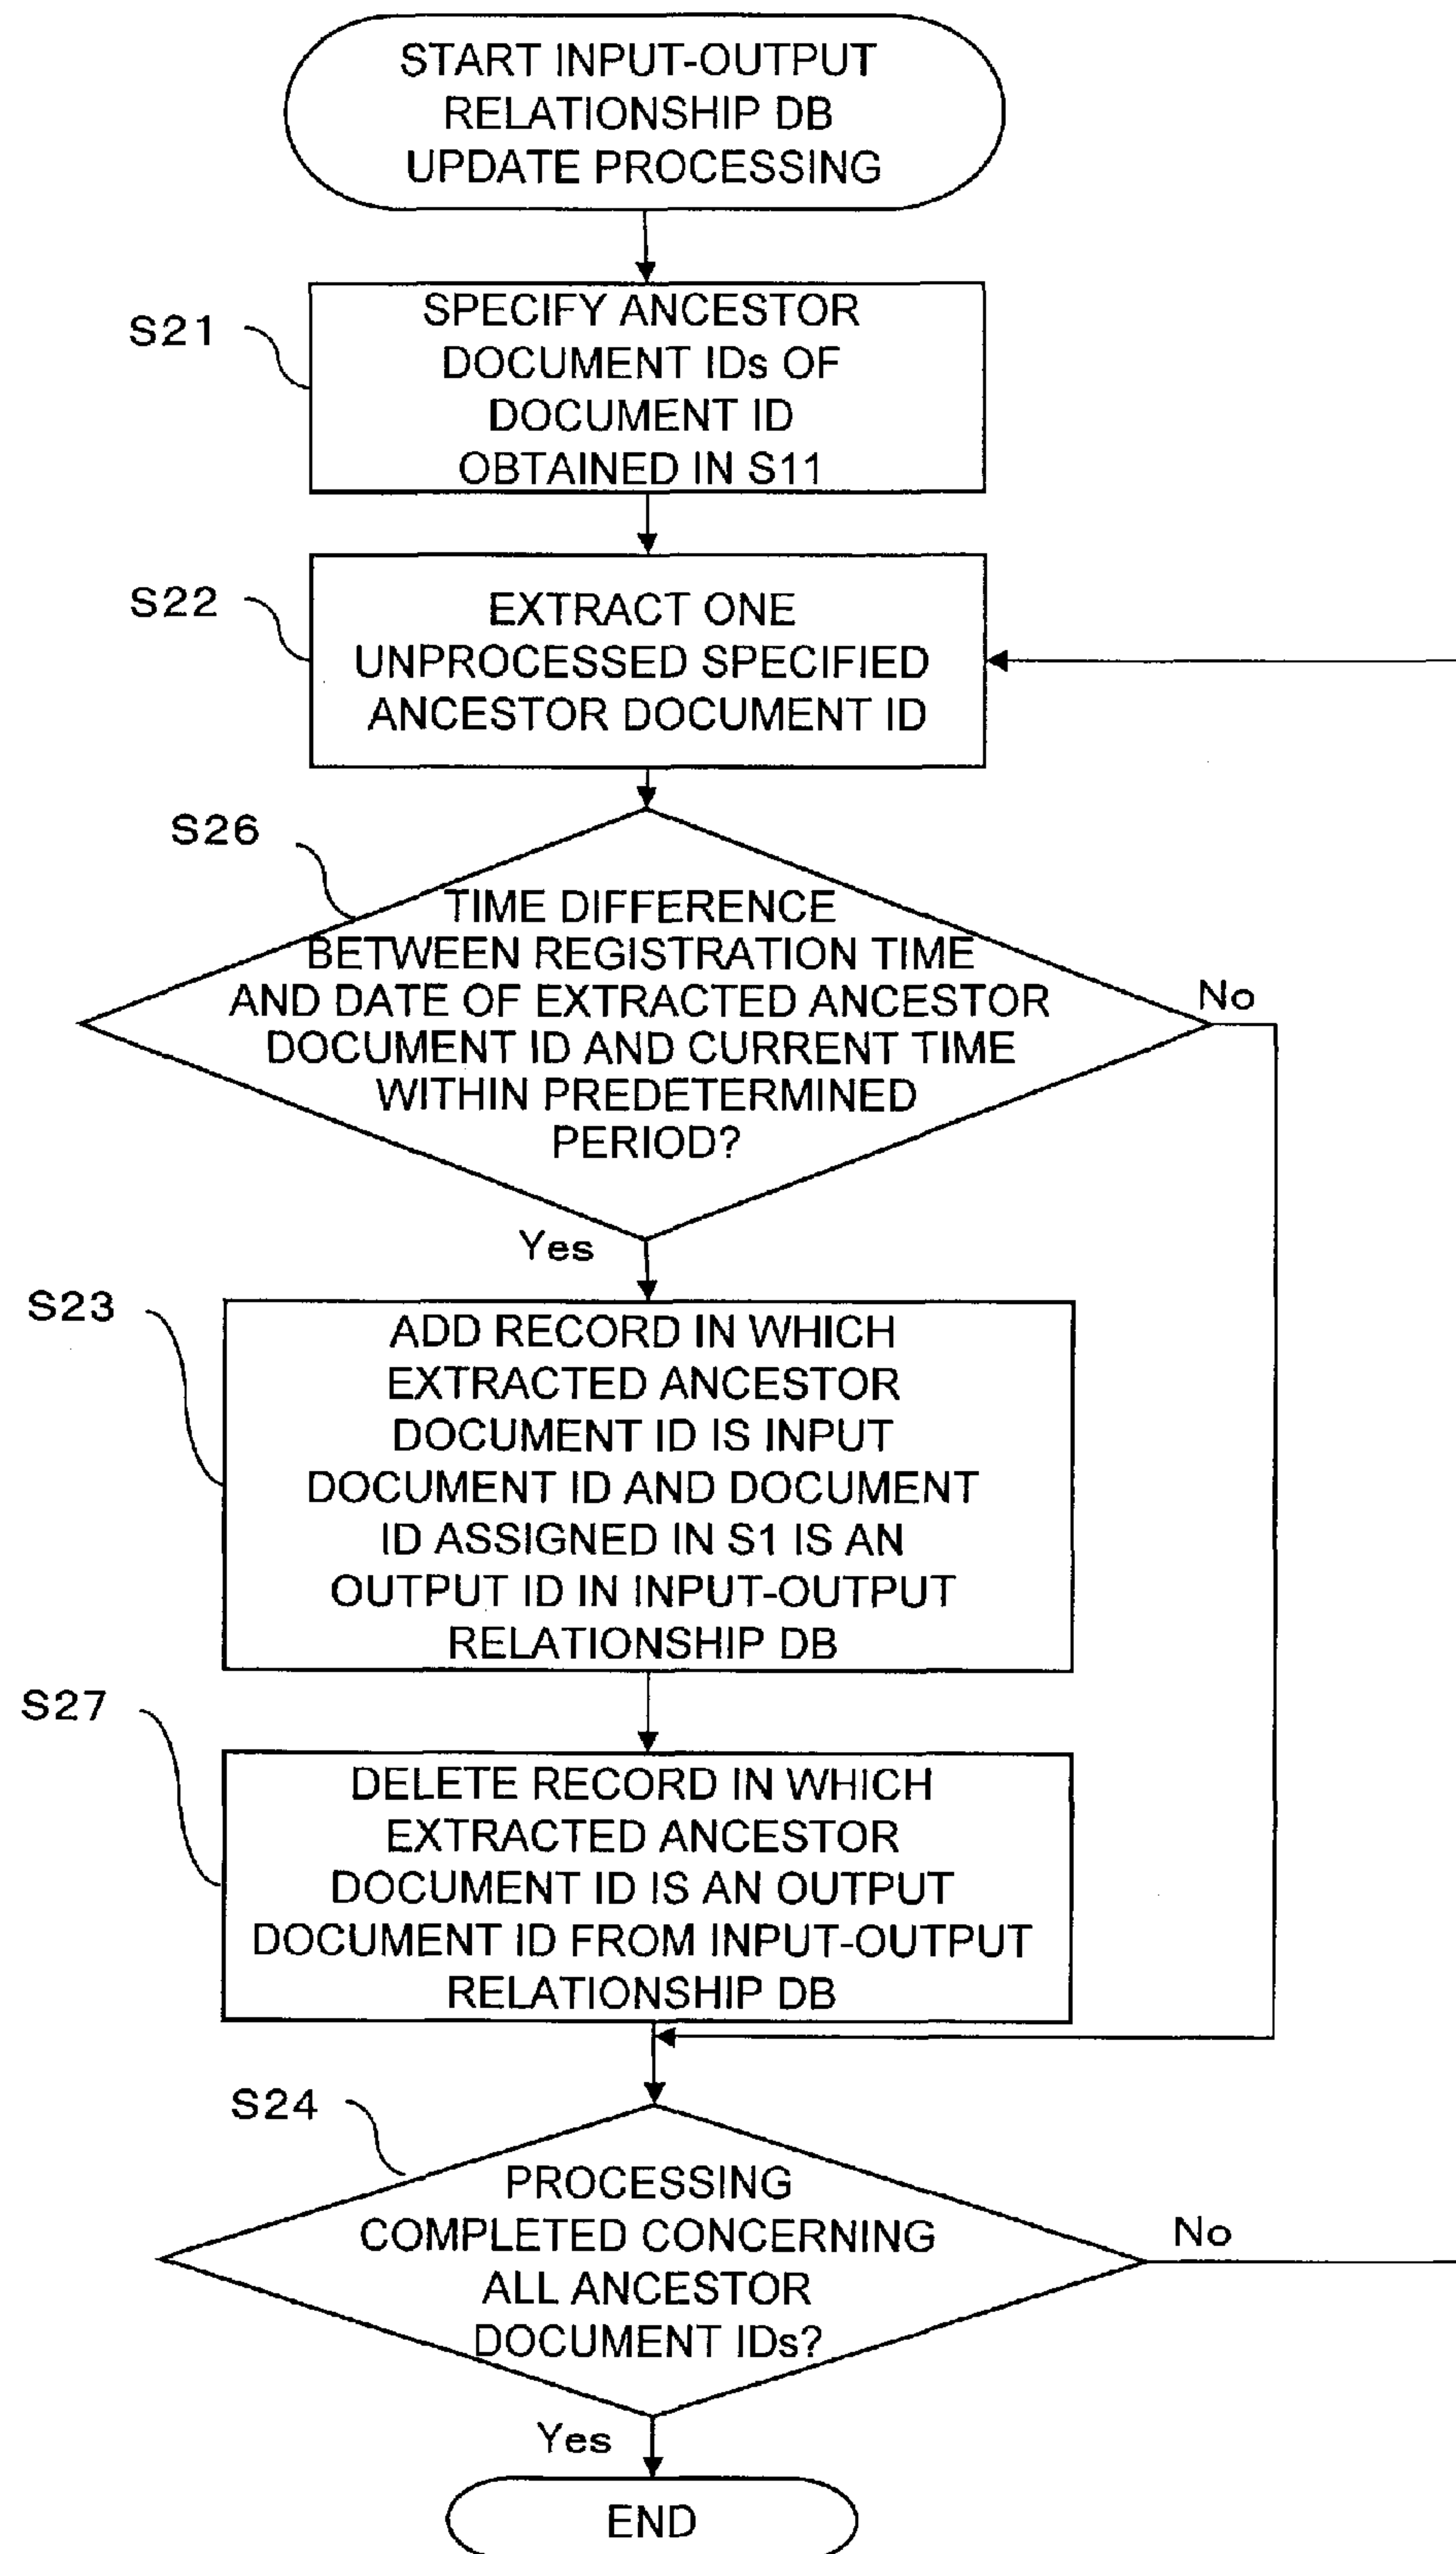 START INPUT-OUTPUT
RELATIONSHIP DB
UPDATE PROCESSING
S21
SPECIFY ANCESTOR
DOCUMENT IDs OF
DOCUMENT ID
OBTAINED IN S11
S22
EXTRACT ONE
UNPROCESSED SPECIFIED
ANCESTOR DOCUMENT ID
S26
TIME DIFFERENCE
BETWEEN REGISTRATION TIME
AND DATE OF EXTRACTED ANCESTOR
DOCUMENT ID AND CURRENT TIME
WITHIN PREDETERMINED
PERIOD?
No
Yes
S23
ADD RECORD IN WHICH
EXTRACTED ANCESTOR
DOCUMENT ID IS INPUT
DOCUMENT ID AND DOCUMENT
ID ASSIGNED IN S1 IS AN
OUTPUT ID IN INPUT-OUTPUT
RELATIONSHIP DB
S27
DELETE RECORD IN WHICH
EXTRACTED ANCESTOR
DOCUMENT ID IS AN OUTPUT
DOCUMENT ID FROM INPUT-OUTPUT
RELATIONSHIP DB
S24
PROCESSING
COMPLETED CONCERNING
ALL ANCESTOR
DOCUMENT IDs?
No
Yes
END